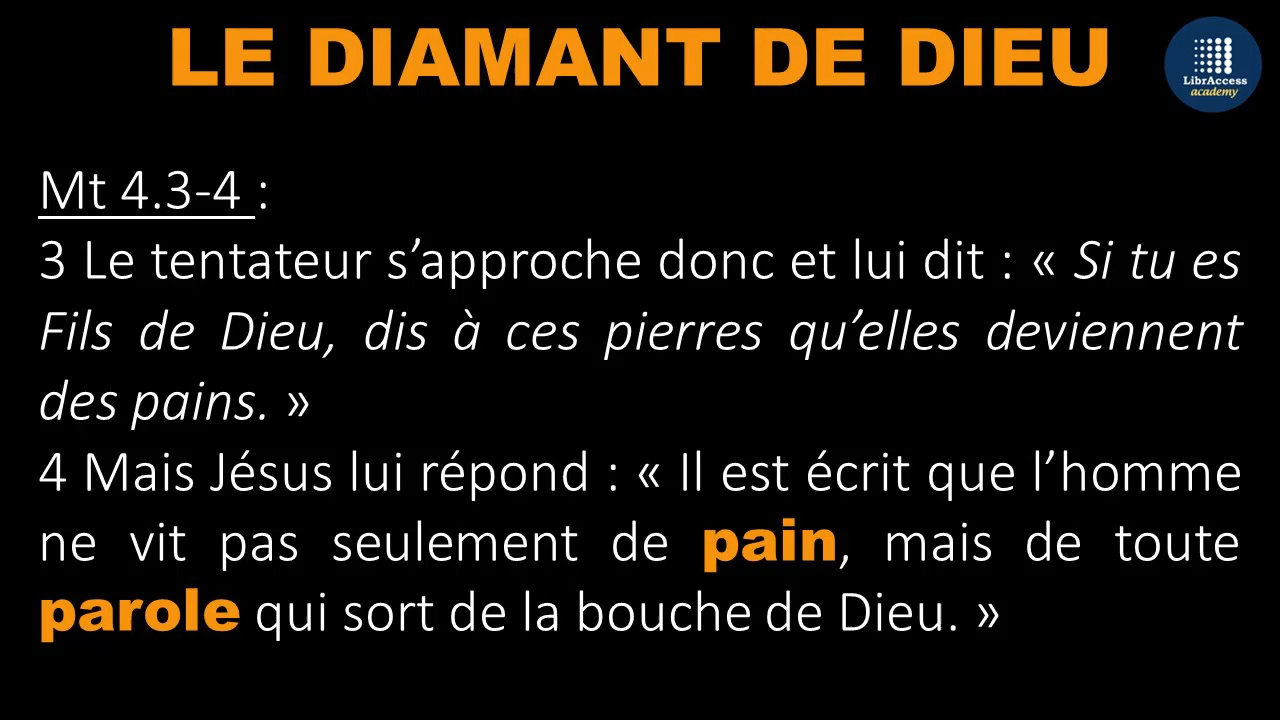 LE DIAMANT DE DIEU
LibrAccess
academy
Mt 4.3-4 :
3 Le tentateur s’approche donc et lui dit : « Si tu es
Fils de Dieu, dis à ces pierres qu’elles deviennent
des pains. »
4 Mais Jésus lui répond : « Il est écrit que l’homme
ne vit pas seulement de pain, mais de toute
parole qui sort de la bouche de Dieu. »